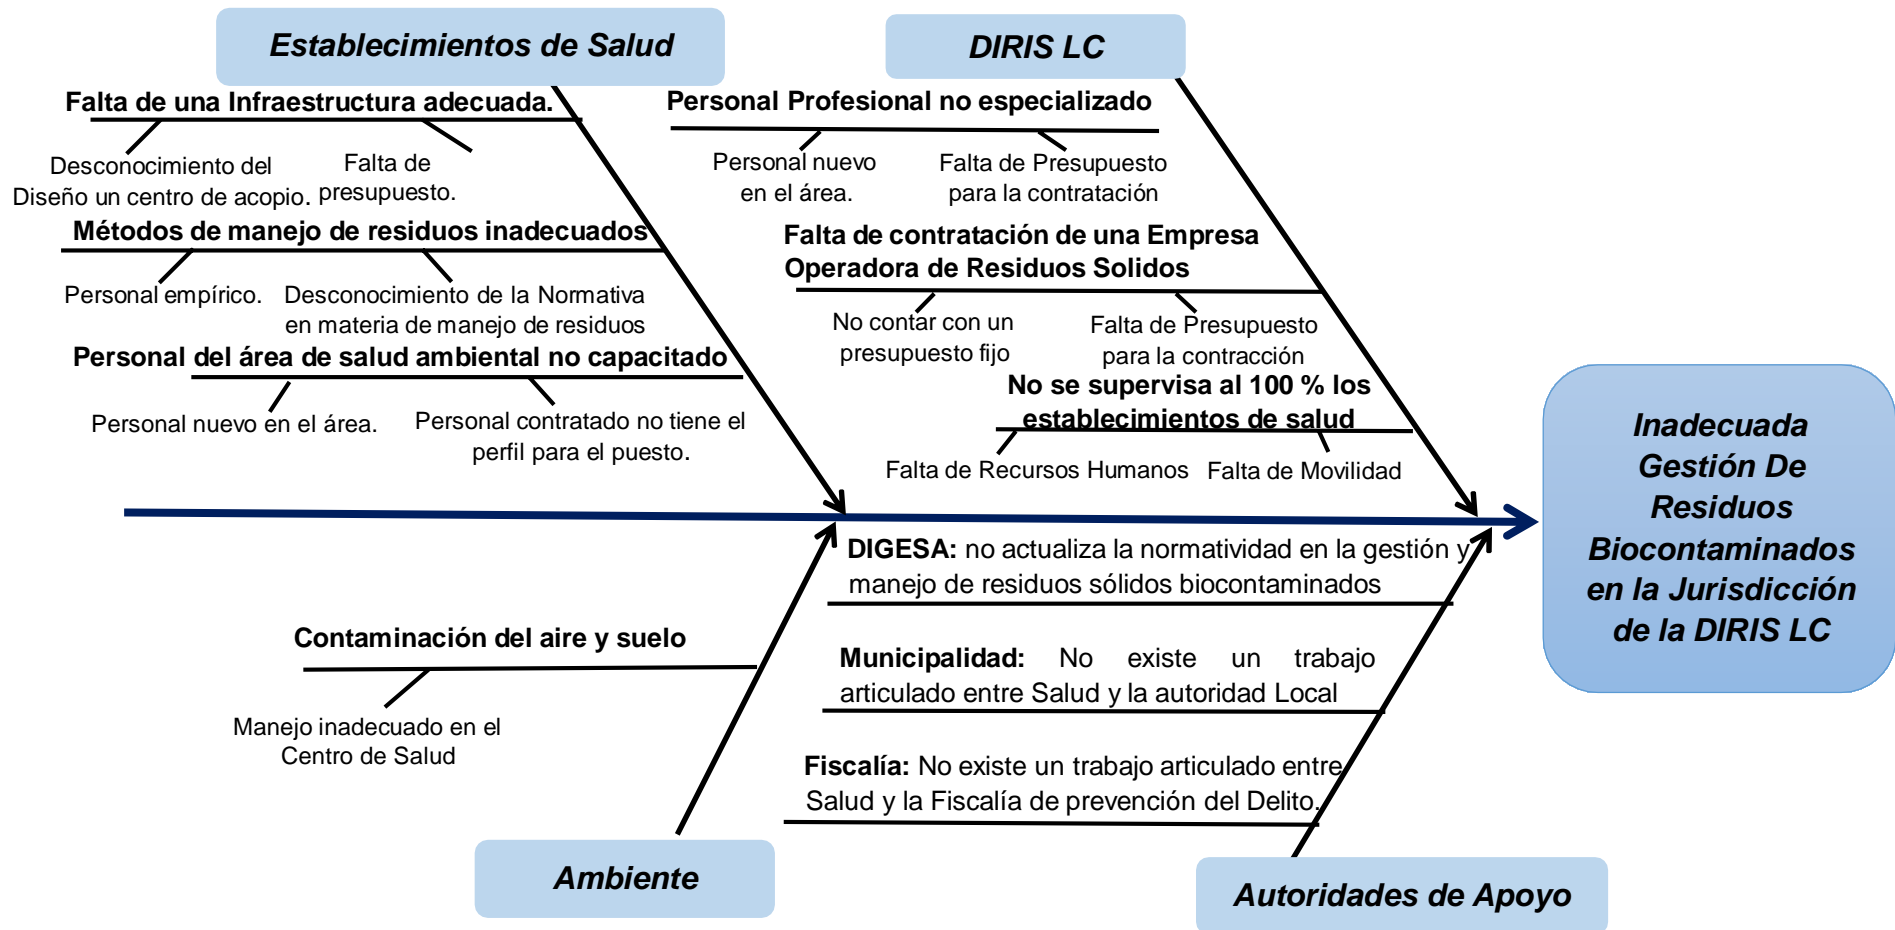 Establecimientos de Salud
Falta de una Infraestructura adecuada.
Desconocimiento del
Diseño un centro de acopio.
Falta de
presupuesto.
Métodos de manejo de residuos inadecuados
Personal empírico.
Desconocimiento de la Normativa
en materia de manejo de residuos
Personal del área de salud ambiental no capacitado
Personal nuevo en el área.
Personal contratado no tiene el
perfil para el puesto.
DIRIS LC
Personal Profesional no especializado
Personal nuevo
en el área.
Falta de Presupuesto
para la contratación
Falta de contratación de una Empresa
Operadora de Residuos Solidos
No contar con un
presupuesto fijo
Falta de Presupuesto
para la contracción
No se supervisa al 100 % los
establecimientos de salud
Falta de Recursos Humanos
Falta de Movilidad
Inadecuada
Gestión De
Residuos
Biocontaminados
en la Jurisdicción
de la DIRIS LC
Contaminación del aire y suelo
Manejo inadecuado en el
Centro de Salud
Ambiente
DIGESA: no actualiza la normatividad en la gestión y
manejo de residuos sólidos biocontaminados
Municipalidad: No existe un trabajo
articulado entre Salud y la autoridad Local
Fiscalía: No existe un trabajo articulado entre
Salud y la Fiscalía de prevención del Delito.
Autoridades de Apoyo